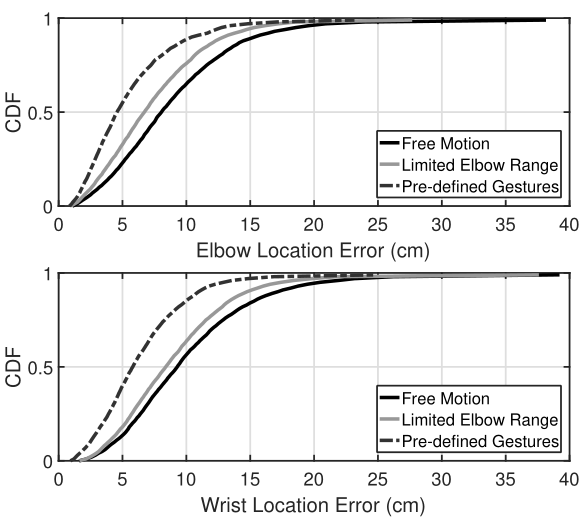 1
0.5
0
CDF
Free Motion
Limited Elbow Range
Pre-defined Gestures
0 5 10 15 20 25 30 35 40
Elbow Location Error (cm)
1
0.5
0
CDF
Free Motion
Limited Elbow Range
Pre-defined Gestures
0 5 10 15 20 25 30 35 40
Wrist Location Error (cm)